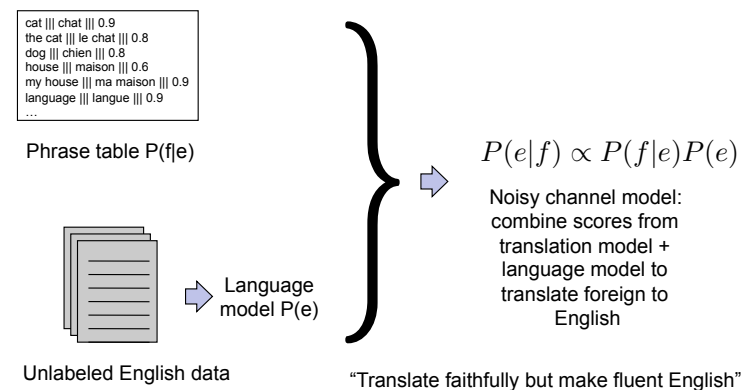 cat ||| chat ||| 0.9
the cat ||| le chat ||| 0.8
dog ||| chien ||| 0.8
house ||| maison ||| 0.6
my house ||| ma maison ||| 0.9
language ||| langue ||| 0.9
…
Phrase table P(f|e)
Unlabeled English data
Language
model P(e)
P(e|f) ∝ P(f|e)P(e)
Noisy channel model:
combine scores from
translation model +
language model to
translate foreign to
English
“Translate faithfully but make fluent English”